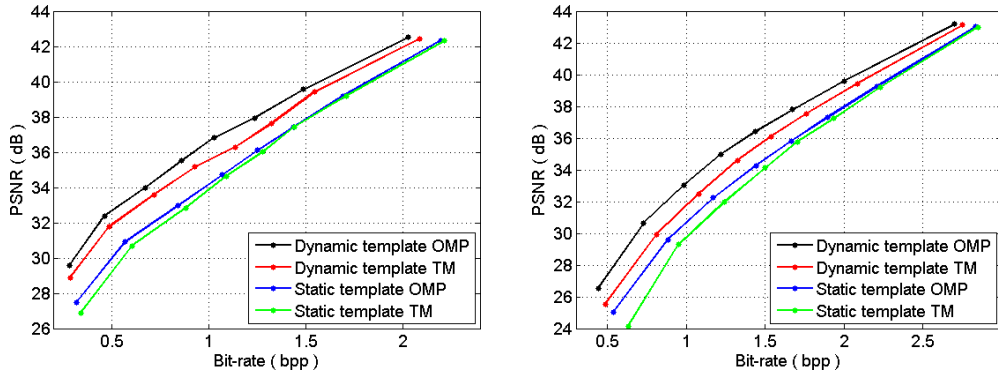 44
42
40
38
36
34
32
30
28
26
PSNR ( dB )
0.5
1
1.5
2
Bit-rate ( bpp )
Dynamic template OMP
Dynamic template TM
Static template OMP
Static template TM
44
42
40
38
36
34
32
30
28
26
24
PSNR ( dB )
0.5
1
1.5
2
2.5
Bit-rate ( bpp )
Dynamic template OMP
Dynamic template TM
Static template OMP
Static template TM